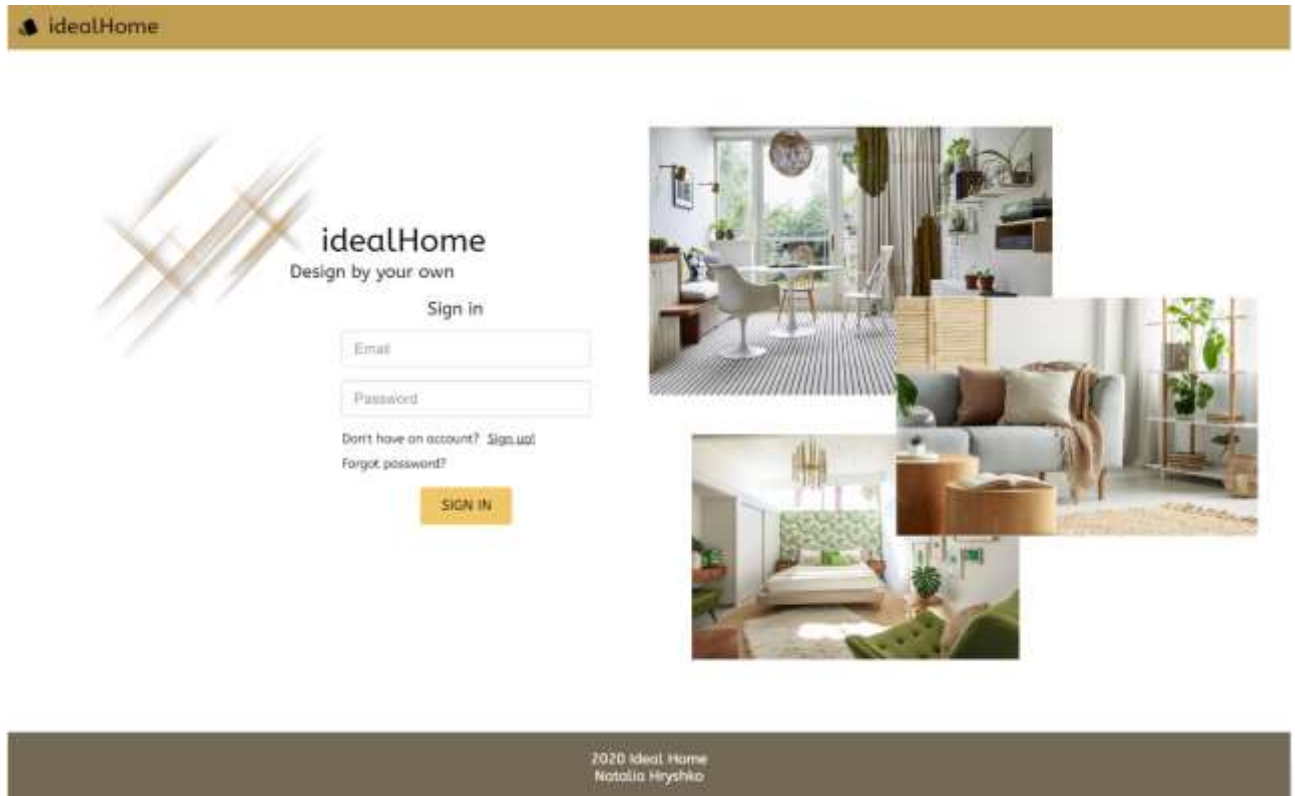 idealHome
idealHome
Design by your own
Sign in
Email
Password
Don't have an account? Sign up!
Forgot password?
SIGN IN
2020 Ideal Home
Natalia Hryshko